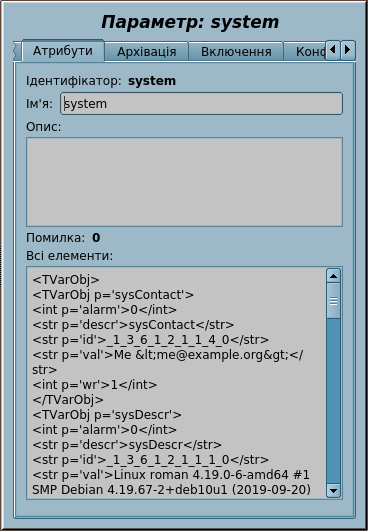 Параметр: system
Атрибути Архівація Включення Кон
Ідентифікатор: system
Ім'я: system
Опис:
Помилка: 0
Всі елементи:
<TVarObj>
<TVarObj p='sysContact'>
<int p='alarm'>0</int>
<str p='descr'>sysContact</str>
<str p='id'>_1_3_6_1_2_1_1_4_0</str>
<str p='val'>Me &lt;me@example.org&gt;</
str>
<int p='wr'>1</int>
</TVarObj>
<TVarObj p='sysDescr'>
<int p='alarm'>0</int>
<str p='descr'>sysDescr</str>
<str p='id'>_1_3_6_1_2_1_1_1_0</str>
<str p='val'>Linux roman 4.19.0-6-amd64 #1
SMP Debian 4.19.67-2+deb10u1 (2019-09-20)